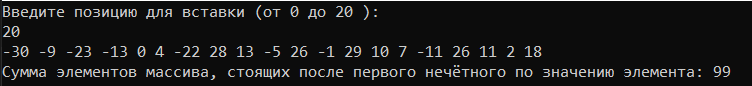 Введите позицию для вставки (от 0 до 20 ):
20
-30 -9 -23 -13 0 4 -22 28 13 -5 26 -1 29 10 7 -11 26 11 2 18
Сумма элементов массива, стоящих после первого нечётного по значению элемента: 99